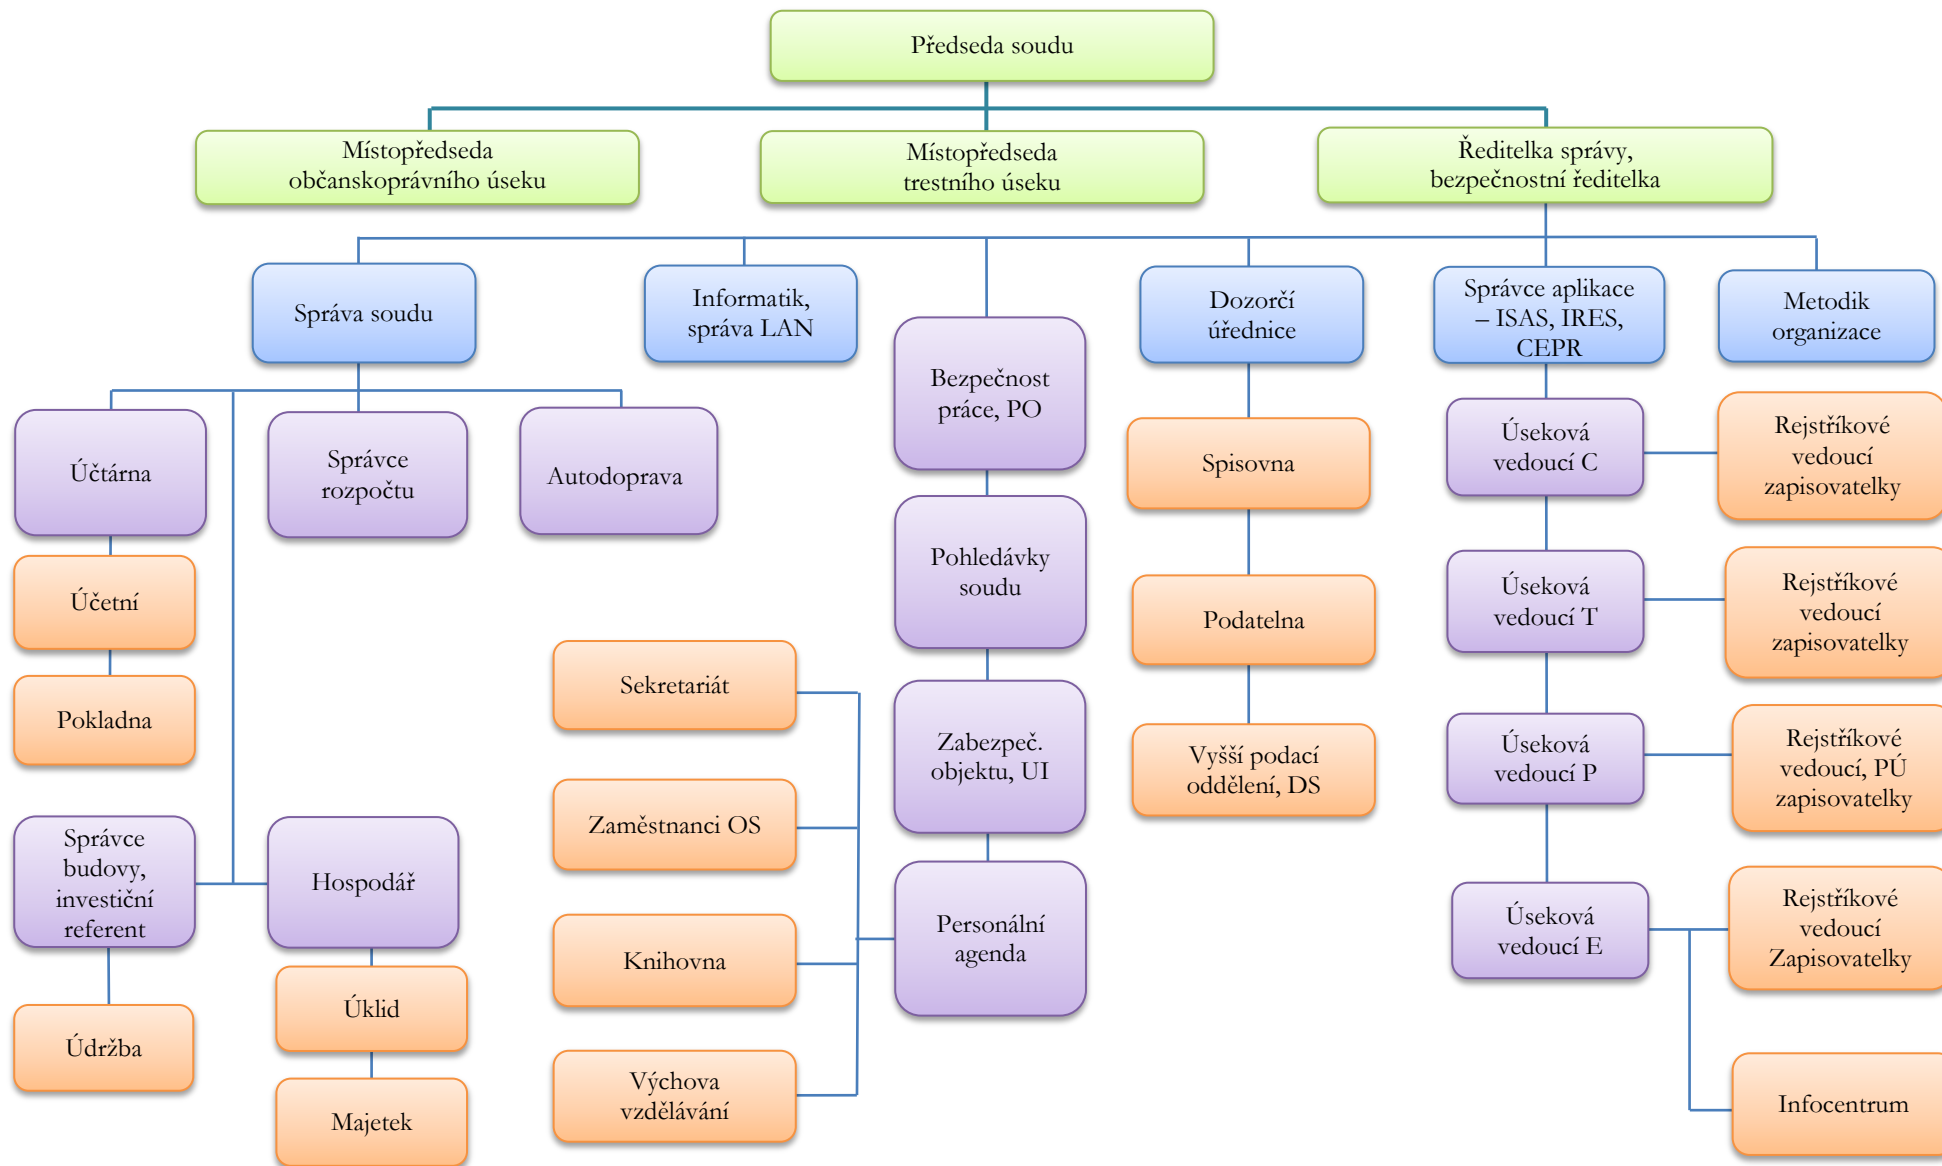 Předseda soudu
Místopředseda
občanskoprávního úseku
Místopředseda
trestního úseku
Ředitelka správy,
bezpečnostní ředitelka
Správa soudu
Informatik,
správa LAN
Bezpečnost
práce, PO
Dozorčí
úřednice
Správce aplikace
– ISAS, IRES,
CEPR
Metodik
organizace
Účtárna
Správce
rozpočtu
Autodoprava
Spisovna
Úseková
vedoucí C
Rejstříkové
vedoucí
zapisovatelky
Účetní
Pohledávky
soudu
Podatelna
Úseková
vedoucí T
Rejstříkové
vedoucí
zapisovatelky
Pokladna
Sekretariát
Zabezpeč.
objektu, UI
Vyšší podací
oddělení, DS
Úseková
vedoucí P
Rejstříkové
vedoucí, PÚ
zapisovatelky
Správce
budovy,
investiční
referent
Hospodář
Zaměstnanci OS
Personální
agenda
Úseková
vedoucí E
Rejstříkové
vedoucí
Zapisovatelky
Knihovna
Údržba
Úklid
Majetek
Výchova
vzdělávání
Infocentrum